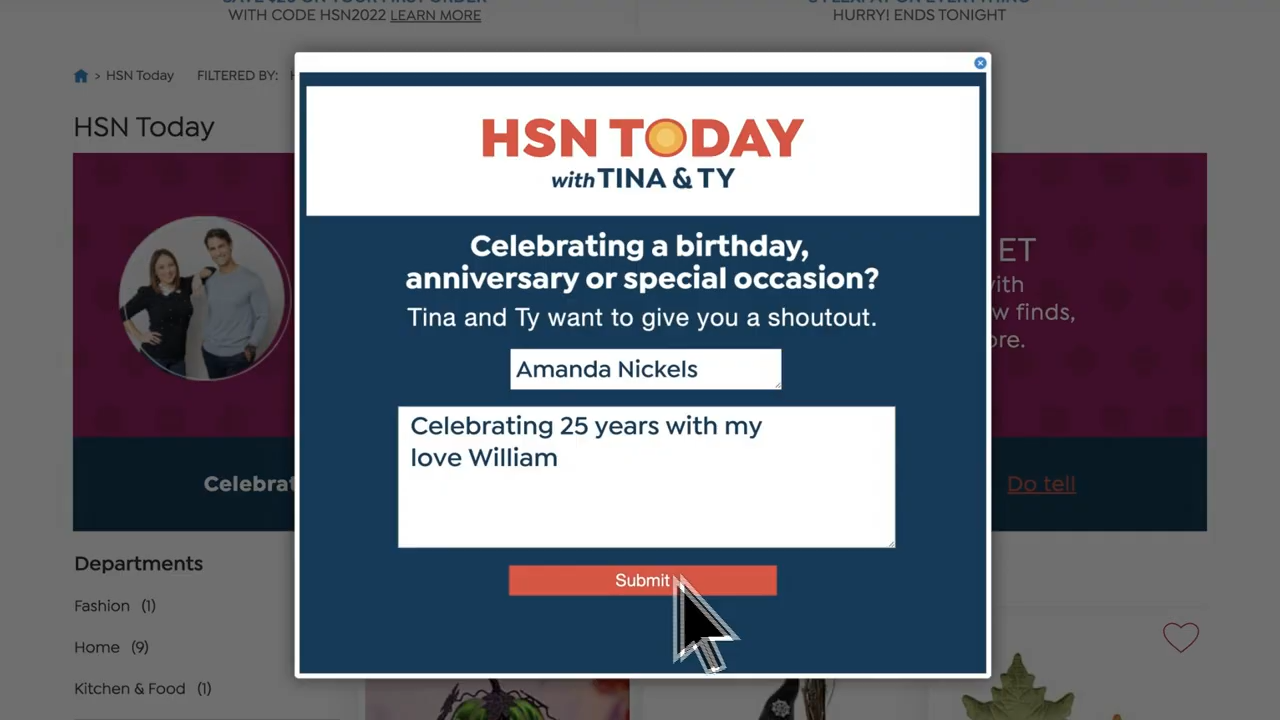 WITH CODE HSN2022 LEARN MORE
HURRY! ENDS TONIGHT
> HSN Today FILTERED BY:
HSN Today
HSN TODAY
with TINA & TY
Celebrating a birthday,
anniversary or special occasion?
Tina and Ty want to give you a shoutout.
Amanda Nickels
Celebrating 25 years with my
love William
Submit
ET
with
w finds,
ore.
Celebrat
Do tell
Departments
Fashion (1)
Home (9)
Kitchen & Food (1)